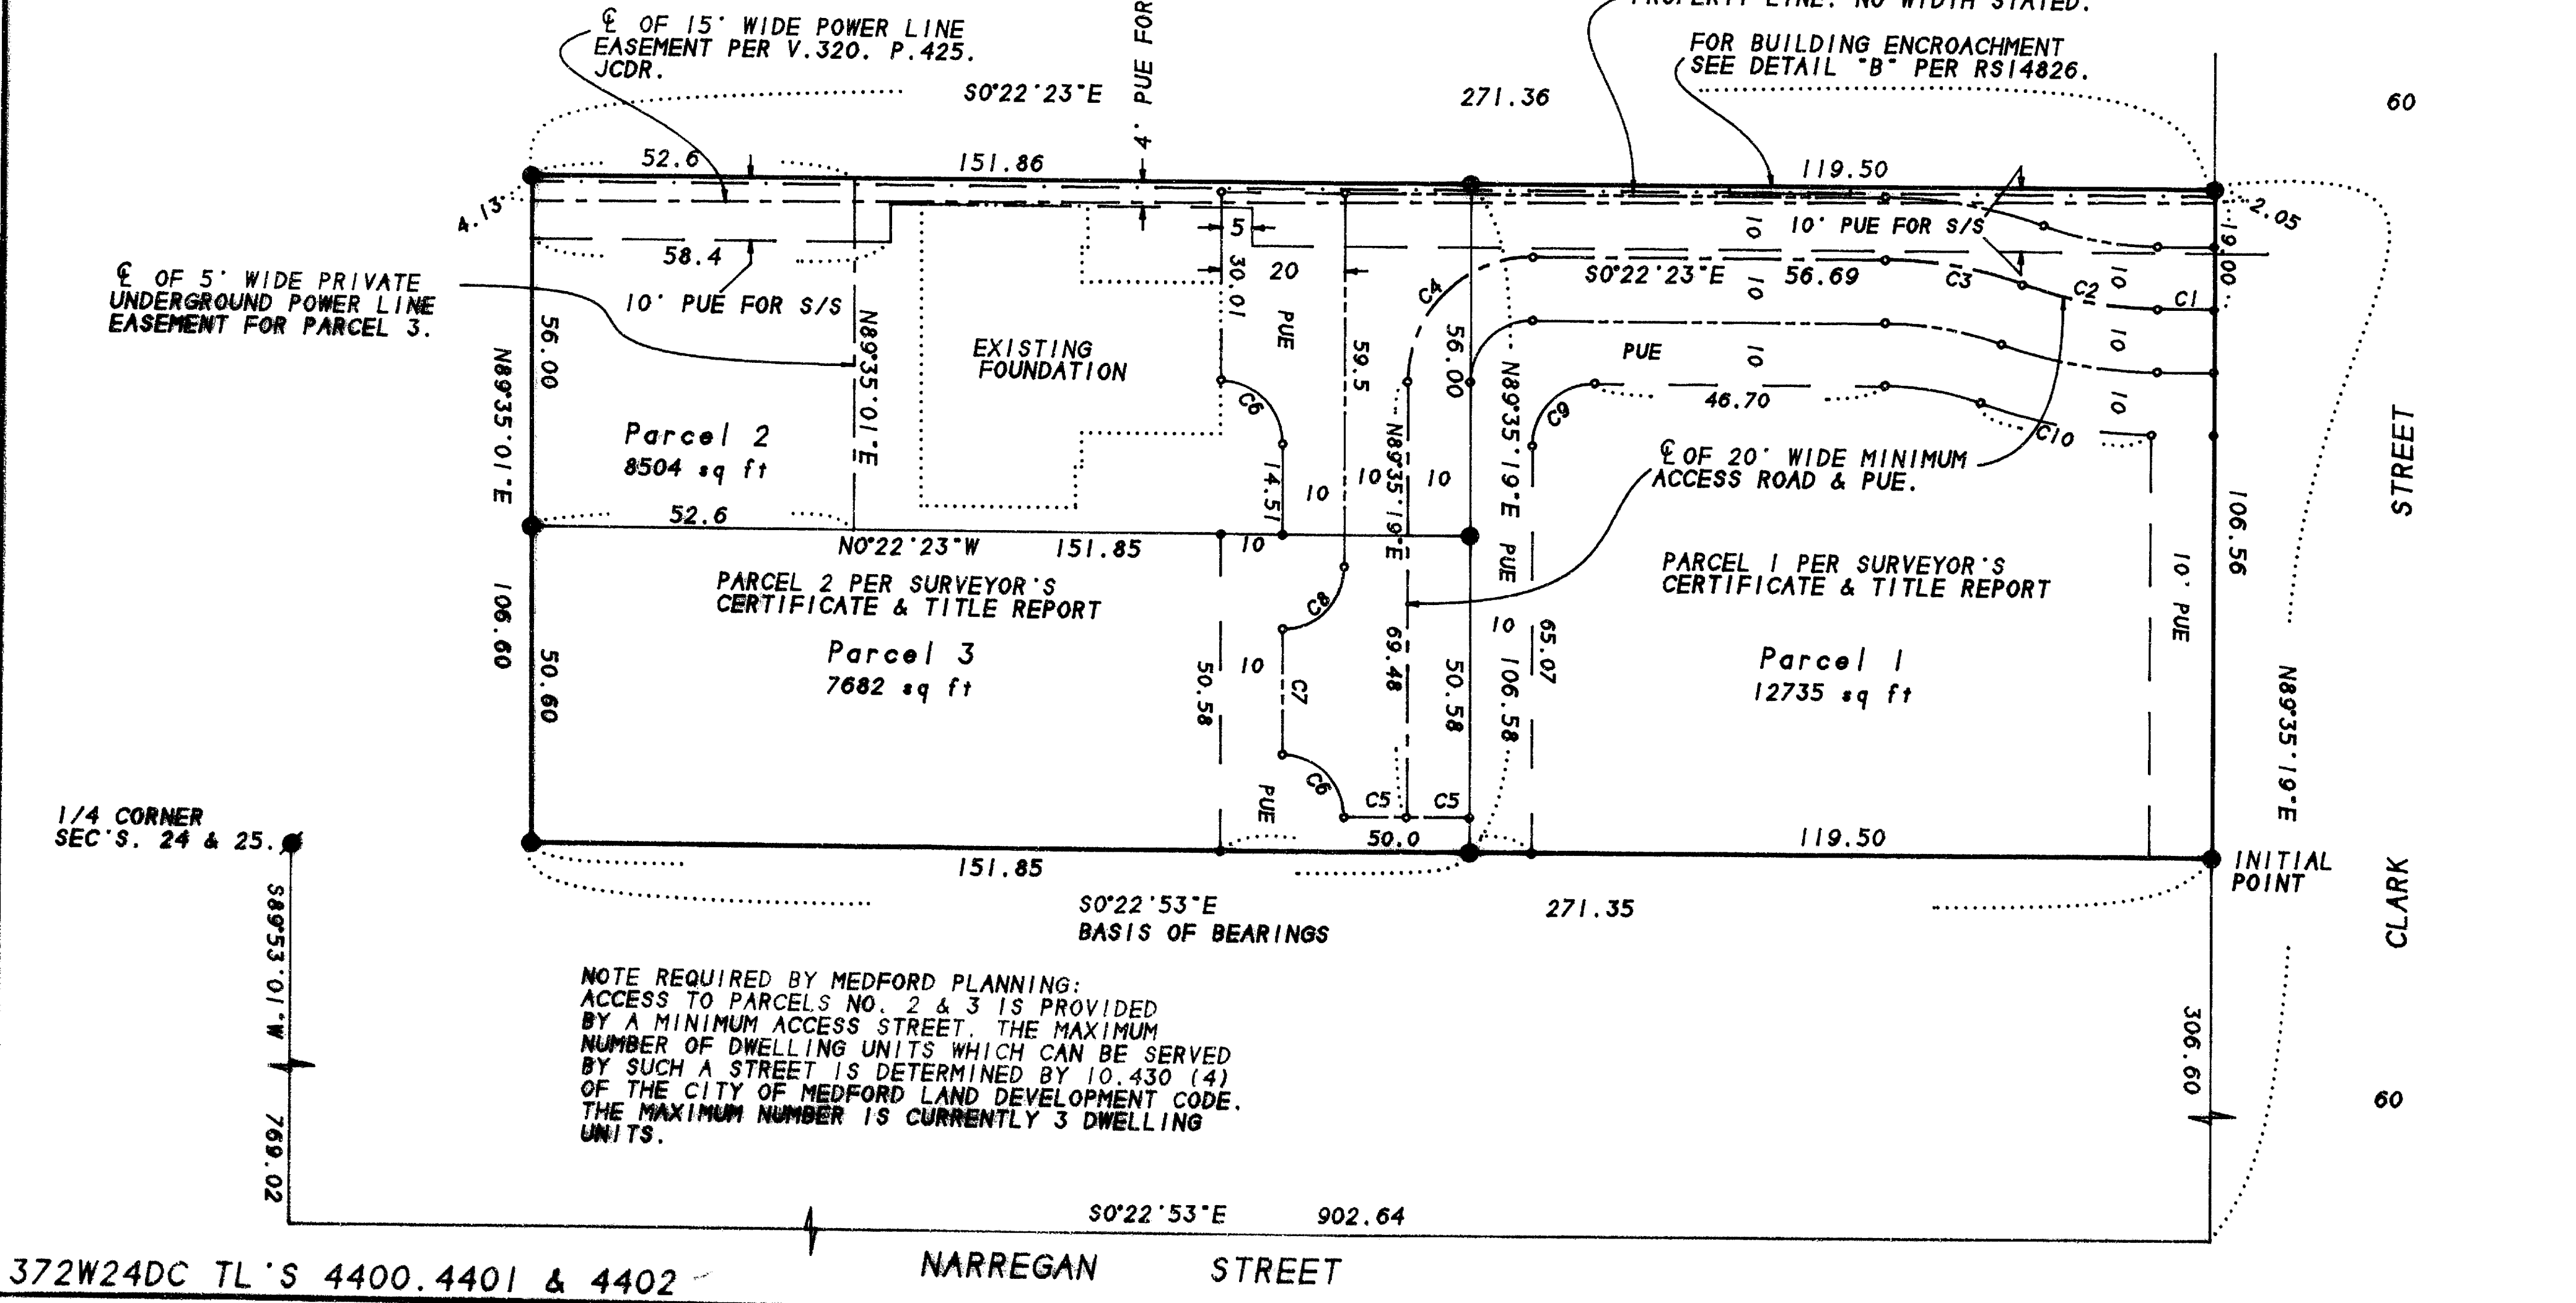 ℄ OF 15' WIDE POWER LINE
EASEMENT PER V.320. P.425.
JCDR.
4' PUE FOR
NO WIDTH STATED.
FOR BUILDING ENCROACHMENT
SEE DETAIL "B" PER RS14826.
S0°22'23"E
271.36
60
52.6
151.86
119.50
4.13
2.05
19.00
58.4
10' PUE FOR S/S
5
20
30.01
10
10' PUE FOR S/S
S0°22'23"E 56.69
10
C4
C3
C2
C1
10
10
10
10
℄ OF 5' WIDE PRIVATE
UNDERGROUND POWER LINE
EASEMENT FOR PARCEL 3.
N89°35'01"E
56.00
N89°35'01"E
EXISTING
FOUNDATION
PUE
59.5
56.00
N89°35'19"E
PUE
46.70
C6
C9
C10
Parcel 2
8504 sq ft
14.51
10
10
10
N89°35'19"E
℄ OF 20' WIDE MINIMUM
ACCESS ROAD & PUE.
STREET
52.6
N0°22'23"W
151.85
10
PUE
106.56
PARCEL 2 PER SURVEYOR'S
CERTIFICATE & TITLE REPORT
PARCEL 1 PER SURVEYOR'S
CERTIFICATE & TITLE REPORT
10' PUE
106.60
50.60
Parcel 3
7682 sq ft
50.58
10
C8
C7
69.48
50.58
10
106.58
65.07
Parcel 1
12735 sq ft
N89°35'19"E
PUE
C6
C5
C5
50.0
119.50
1/4 CORNER
SEC'S. 24 & 25.
151.85
INITIAL
POINT
CLARK
S0°22'53"E
271.35
BASIS OF BEARINGS
S89°53'01"W
769.02
NOTE REQUIRED BY MEDFORD PLANNING:
ACCESS TO PARCELS NO. 2 & 3 IS PROVIDED
BY A MINIMUM ACCESS STREET. THE MAXIMUM
NUMBER OF DWELLING UNITS WHICH CAN BE SERVED
BY SUCH A STREET IS DETERMINED BY 10.430 (4)
OF THE CITY OF MEDFORD LAND DEVELOPMENT CODE.
THE MAXIMUM NUMBER IS CURRENTLY 3 DWELLING
UNITS.
306.60
60
S0°22'53"E
902.64
NARREGAN STREET
372W24DC TL'S 4400.4401 & 4402